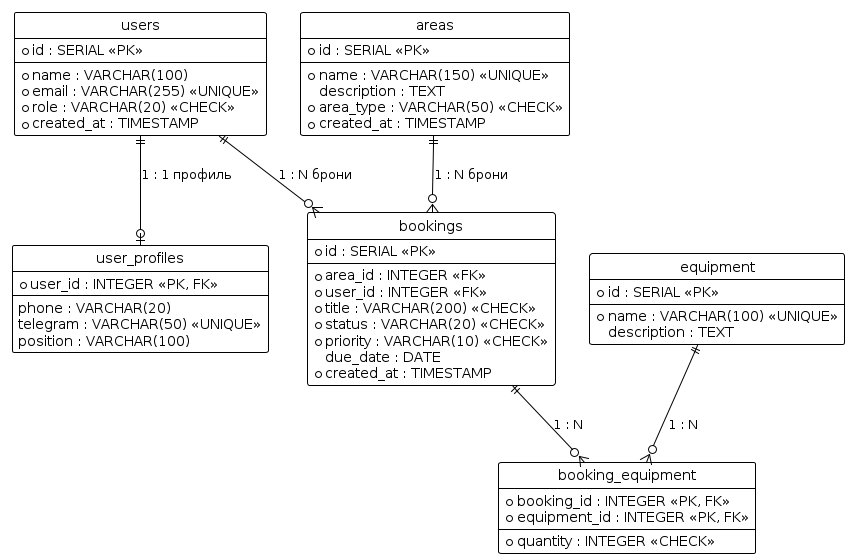 users
id : SERIAL «PK»
name : VARCHAR(100)
email : VARCHAR(255) «UNIQUE»
role : VARCHAR(20) «CHECK»
created_at : TIMESTAMP
areas
id : SERIAL «PK»
name : VARCHAR(150) «UNIQUE»
description : TEXT
area_type : VARCHAR(50) «CHECK»
created_at : TIMESTAMP
1 : 1 профиль
1 : N брони
1 : N брони
user_profiles
user_id : INTEGER «PK, FK»
phone : VARCHAR(20)
telegram : VARCHAR(50) «UNIQUE»
position : VARCHAR(100)
bookings
id : SERIAL «PK»
area_id : INTEGER «FK»
user_id : INTEGER «FK»
title : VARCHAR(200) «CHECK»
status : VARCHAR(20) «CHECK»
priority : VARCHAR(10) «CHECK»
due_date : DATE
created_at : TIMESTAMP
equipment
id : SERIAL «PK»
name : VARCHAR(100) «UNIQUE»
description : TEXT
1 : N
1 : N
booking_equipment
booking_id : INTEGER «PK, FK»
equipment_id : INTEGER «PK, FK»
quantity : INTEGER «CHECK»